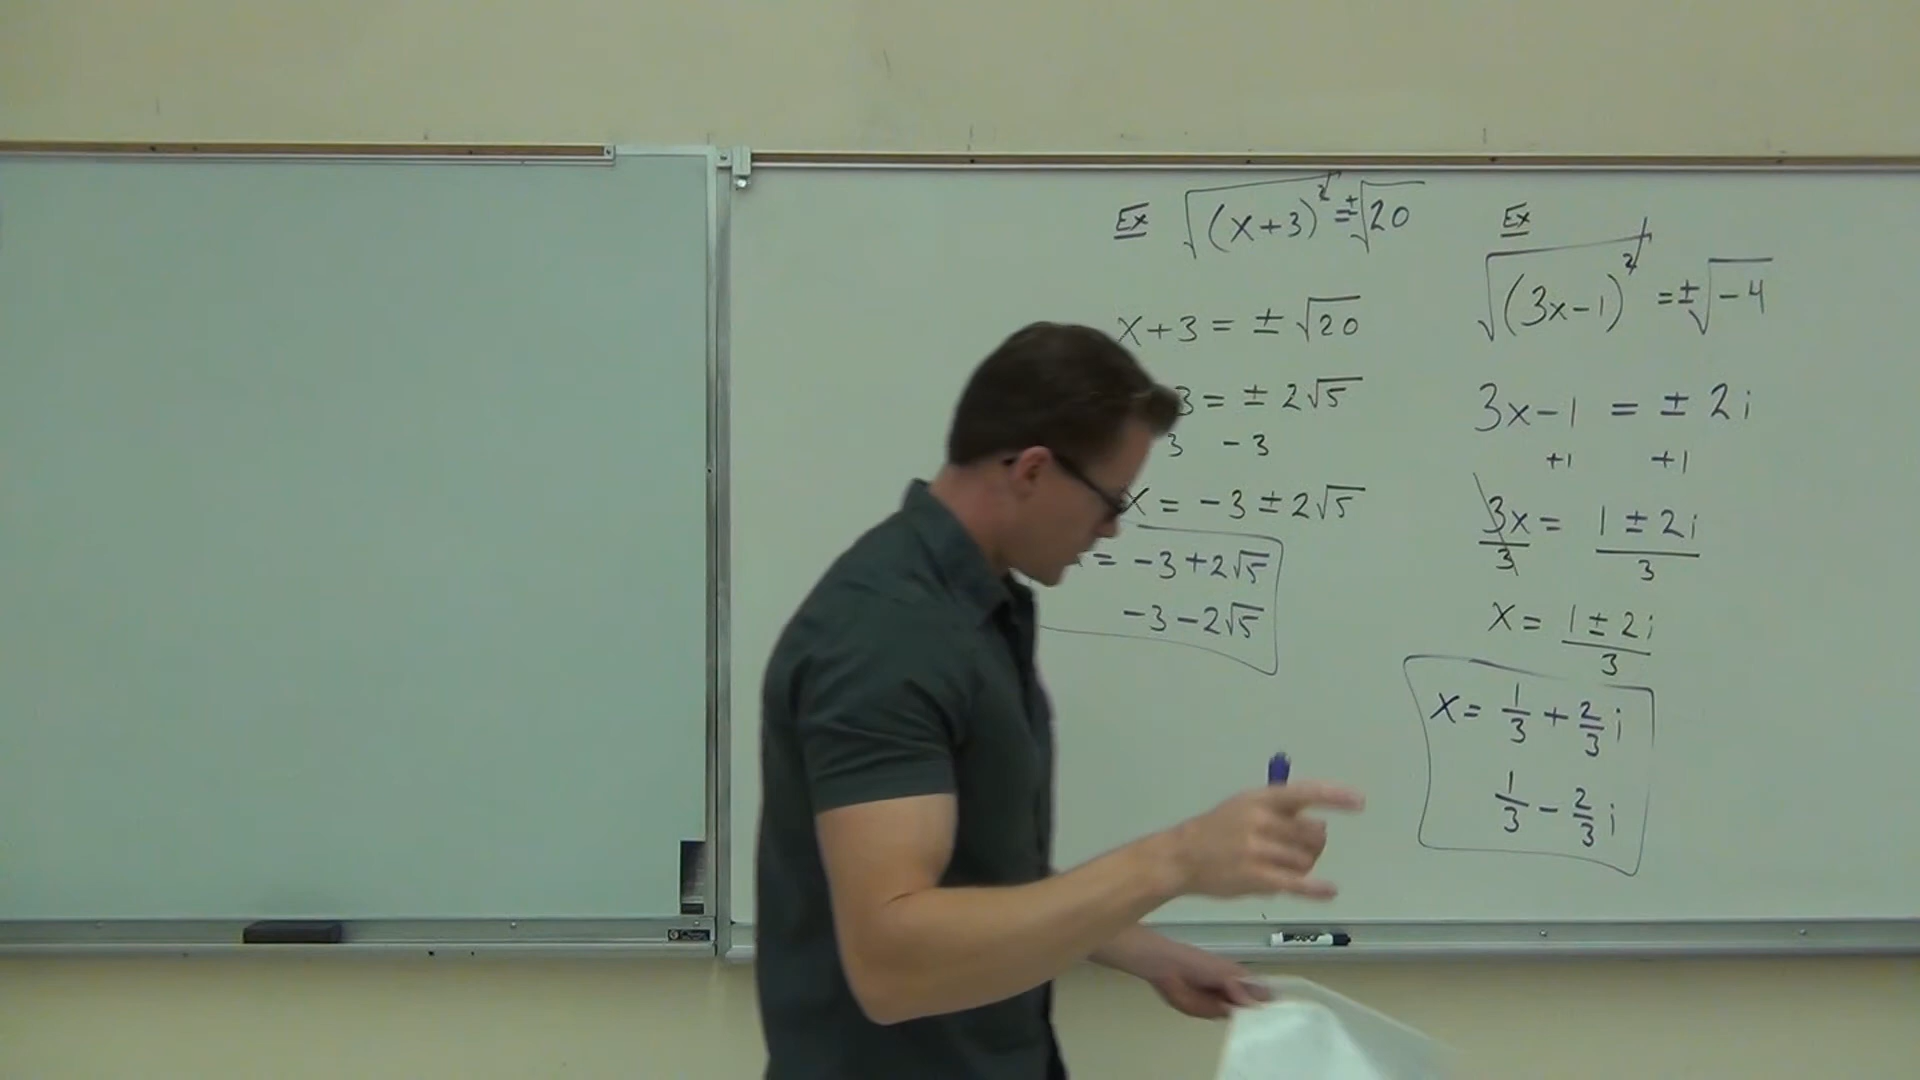 Ex √(x+3)² = ±√20
x+3 = ± √20
3 = ± 2√5
3 -3
x = -3 ± 2√5
= -3+2√5
-3-2√5
Ex
√(3x-1)² = ±√-4
3x-1 = ± 2i
+1 +1
3x/3 = 1 ± 2i/3
x = 1 ± 2i/3
x = 1/3 + 2/3 i
1/3 - 2/3 i